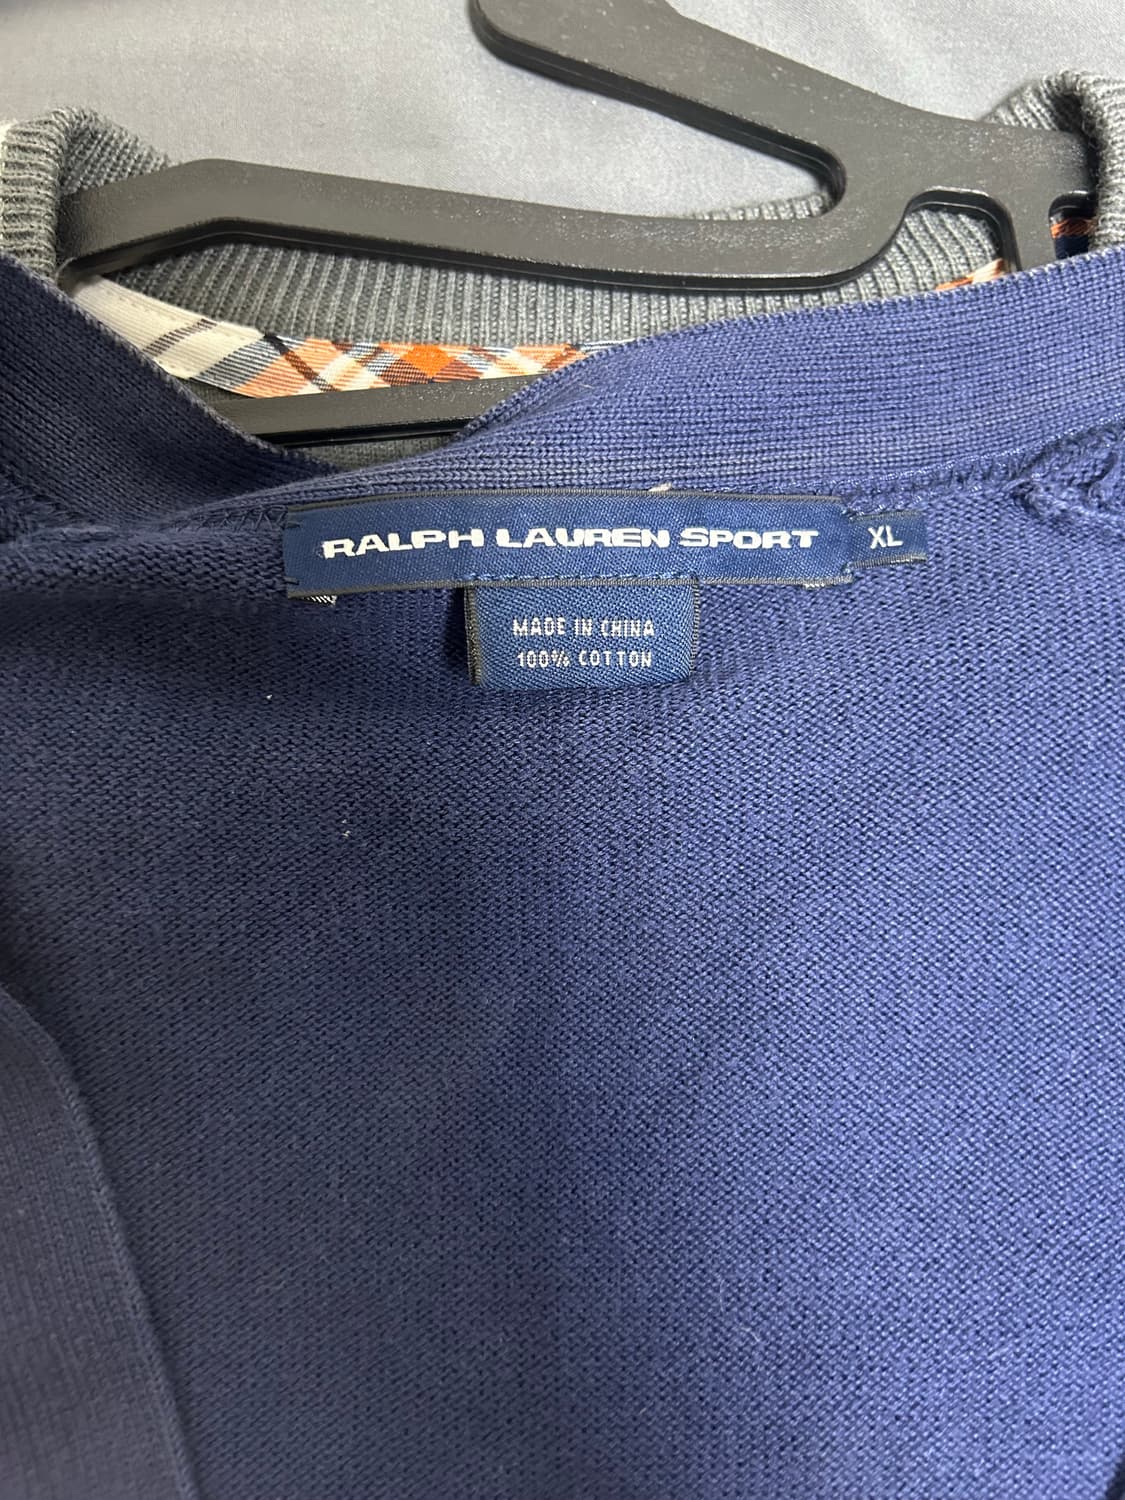 RALPH LAUREN SPORT
XL
MADE IN CHINA
100% COTTON